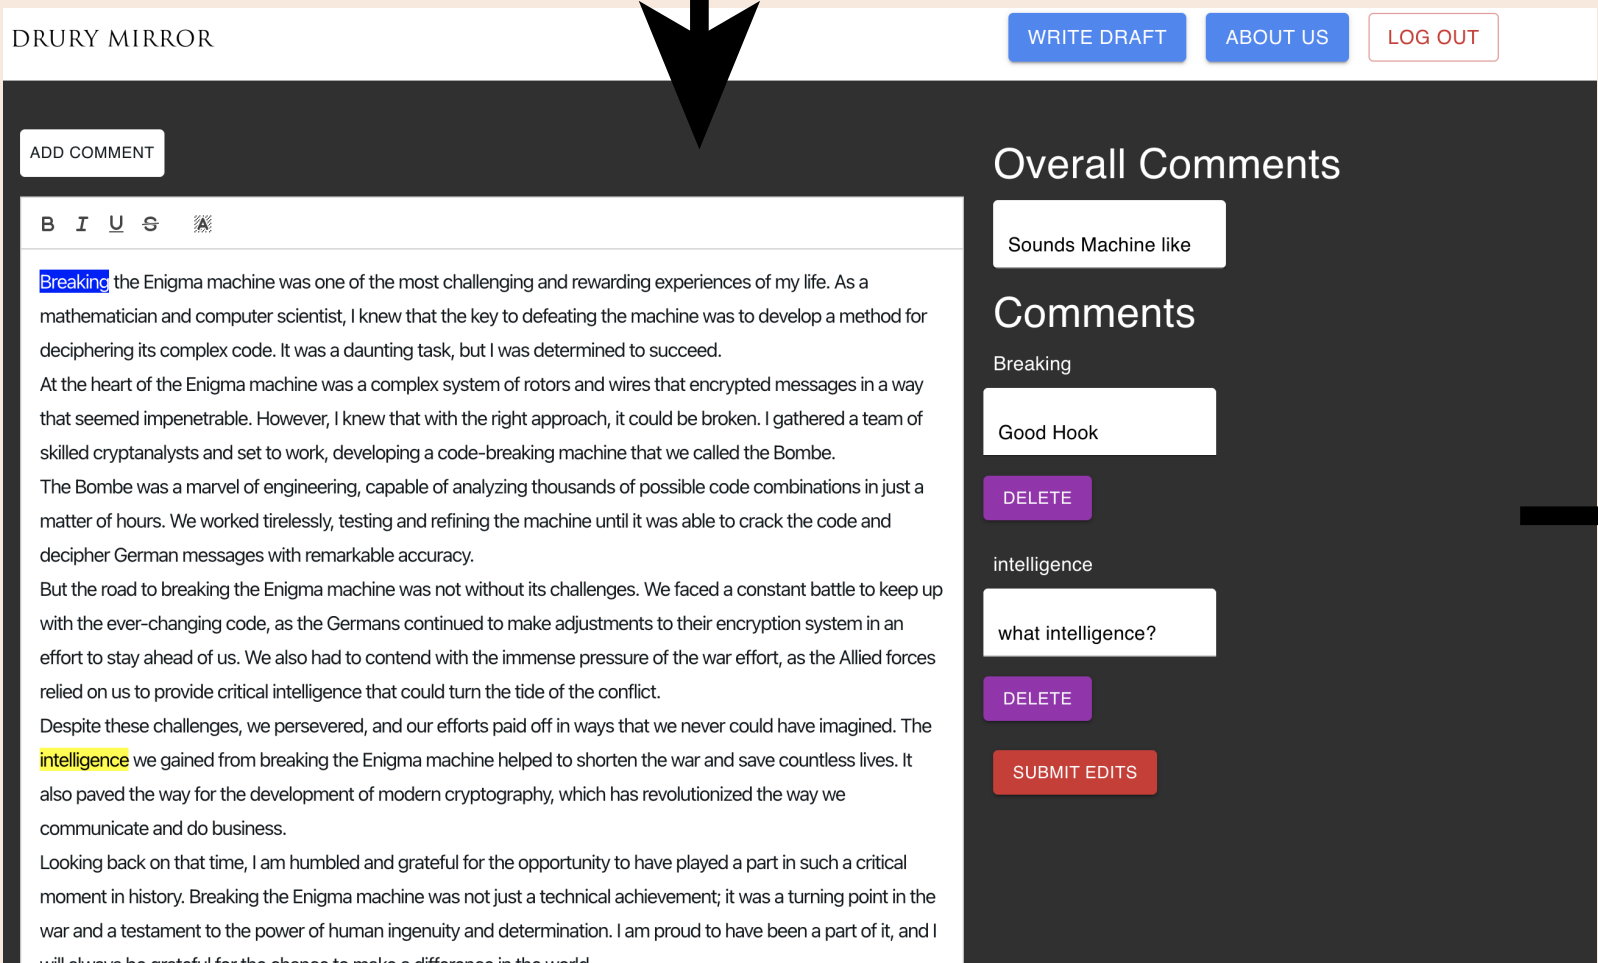 DRURY MIRROR
WRITE DRAFT
ABOUT US
LOG OUT
ADD COMMENT
B I U S A
Breaking the Enigma machine was one of the most challenging and rewarding experiences of my life. As a
mathematician and computer scientist, I knew that the key to defeating the machine was to develop a method for
deciphering its complex code. It was a daunting task, but I was determined to succeed.
At the heart of the Enigma machine was a complex system of rotors and wires that encrypted messages in a way
that seemed impenetrable. However, I knew that with the right approach, it could be broken. I gathered a team of
skilled cryptanalysts and set to work, developing a code-breaking machine that we called the Bombe.
The Bombe was a marvel of engineering, capable of analyzing thousands of possible code combinations in just a
matter of hours. We worked tirelessly, testing and refining the machine until it was able to crack the code and
decipher German messages with remarkable accuracy.
But the road to breaking the Enigma machine was not without its challenges. We faced a constant battle to keep up
with the ever-changing code, as the Germans continued to make adjustments to their encryption system in an
effort to stay ahead of us. We also had to contend with the immense pressure of the war effort, as the Allied forces
relied on us to provide critical intelligence that could turn the tide of the conflict.
Despite these challenges, we persevered, and our efforts paid off in ways that we never could have imagined. The
intelligence we gained from breaking the Enigma machine helped to shorten the war and save countless lives. It
also paved the way for the development of modern cryptography, which has revolutionized the way we
communicate and do business.
Looking back on that time, I am humbled and grateful for the opportunity to have played a part in such a critical
moment in history. Breaking the Enigma machine was not just a technical achievement; it was a turning point in the
war and a testament to the power of human ingenuity and determination. I am proud to have been a part of it, and I
will always be grateful for the chance to make a difference in the world.
Overall Comments
Sounds Machine like
Comments
Breaking
Good Hook
DELETE
intelligence
what intelligence?
DELETE
SUBMIT EDITS